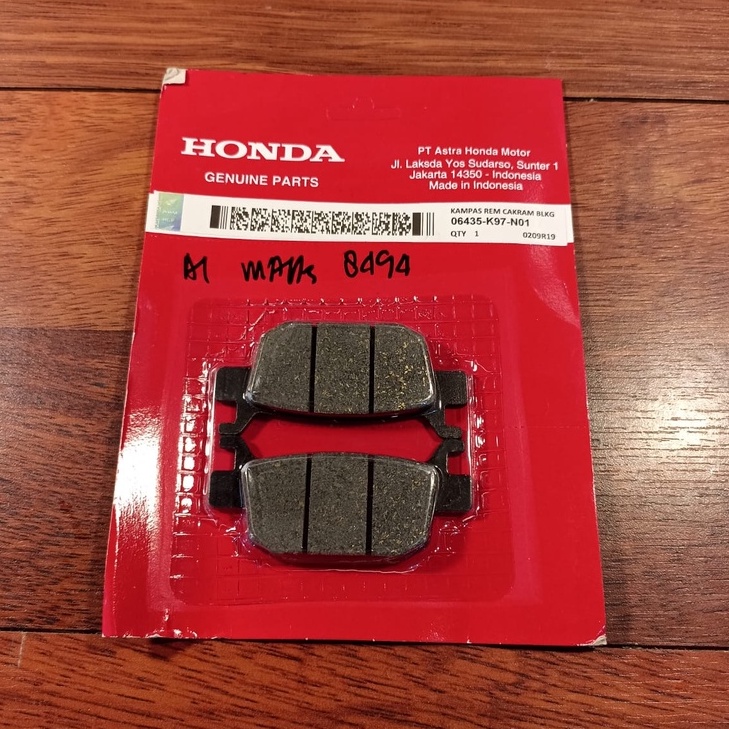 HONDA
GENUINE PARTS
PT Astra Honda Motor
Jl. Laksda Yos Sudarso, Sunter 1
Jakarta 14350 - Indonesia
Made in Indonesia
KAMPAS REM CAKRAM BLKG
06435-K97-N01
QTY 1
0209R19
8494